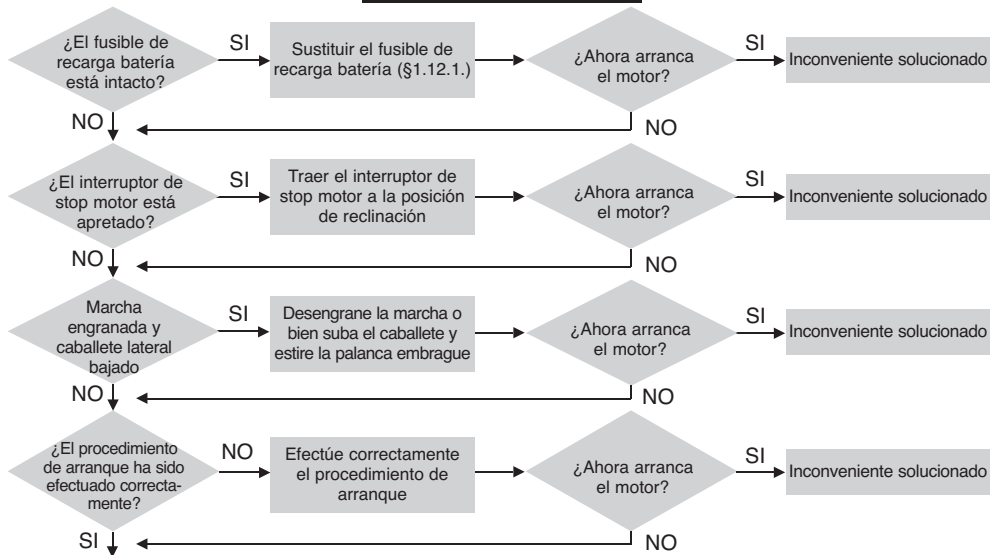 ¿El fusible de
recarga batería
está intacto?
SI
Sustituir el fusible de
recarga batería (§1.12.1.)
¿Ahora arranca
el motor?
SI
Inconveniente solucionado
NO
NO
¿El interruptor de
stop motor está
apretado?
SI
Traer el interruptor de
stop motor a la posición
de reclinación
¿Ahora arranca
el motor?
SI
Inconveniente solucionado
NO
NO
Marcha
engranada y
caballete lateral
bajado
SI
Desengrane la marcha o
bien suba el caballete y
estire la palanca embrague
¿Ahora arranca
el motor?
SI
Inconveniente solucionado
NO
NO
¿El procedimiento
de arranque ha sido
efectuado correcta-
mente?
NO
Efectúe correctamente
el procedimiento de
arranque
¿Ahora arranca
el motor?
SI
Inconveniente solucionado
SI
NO